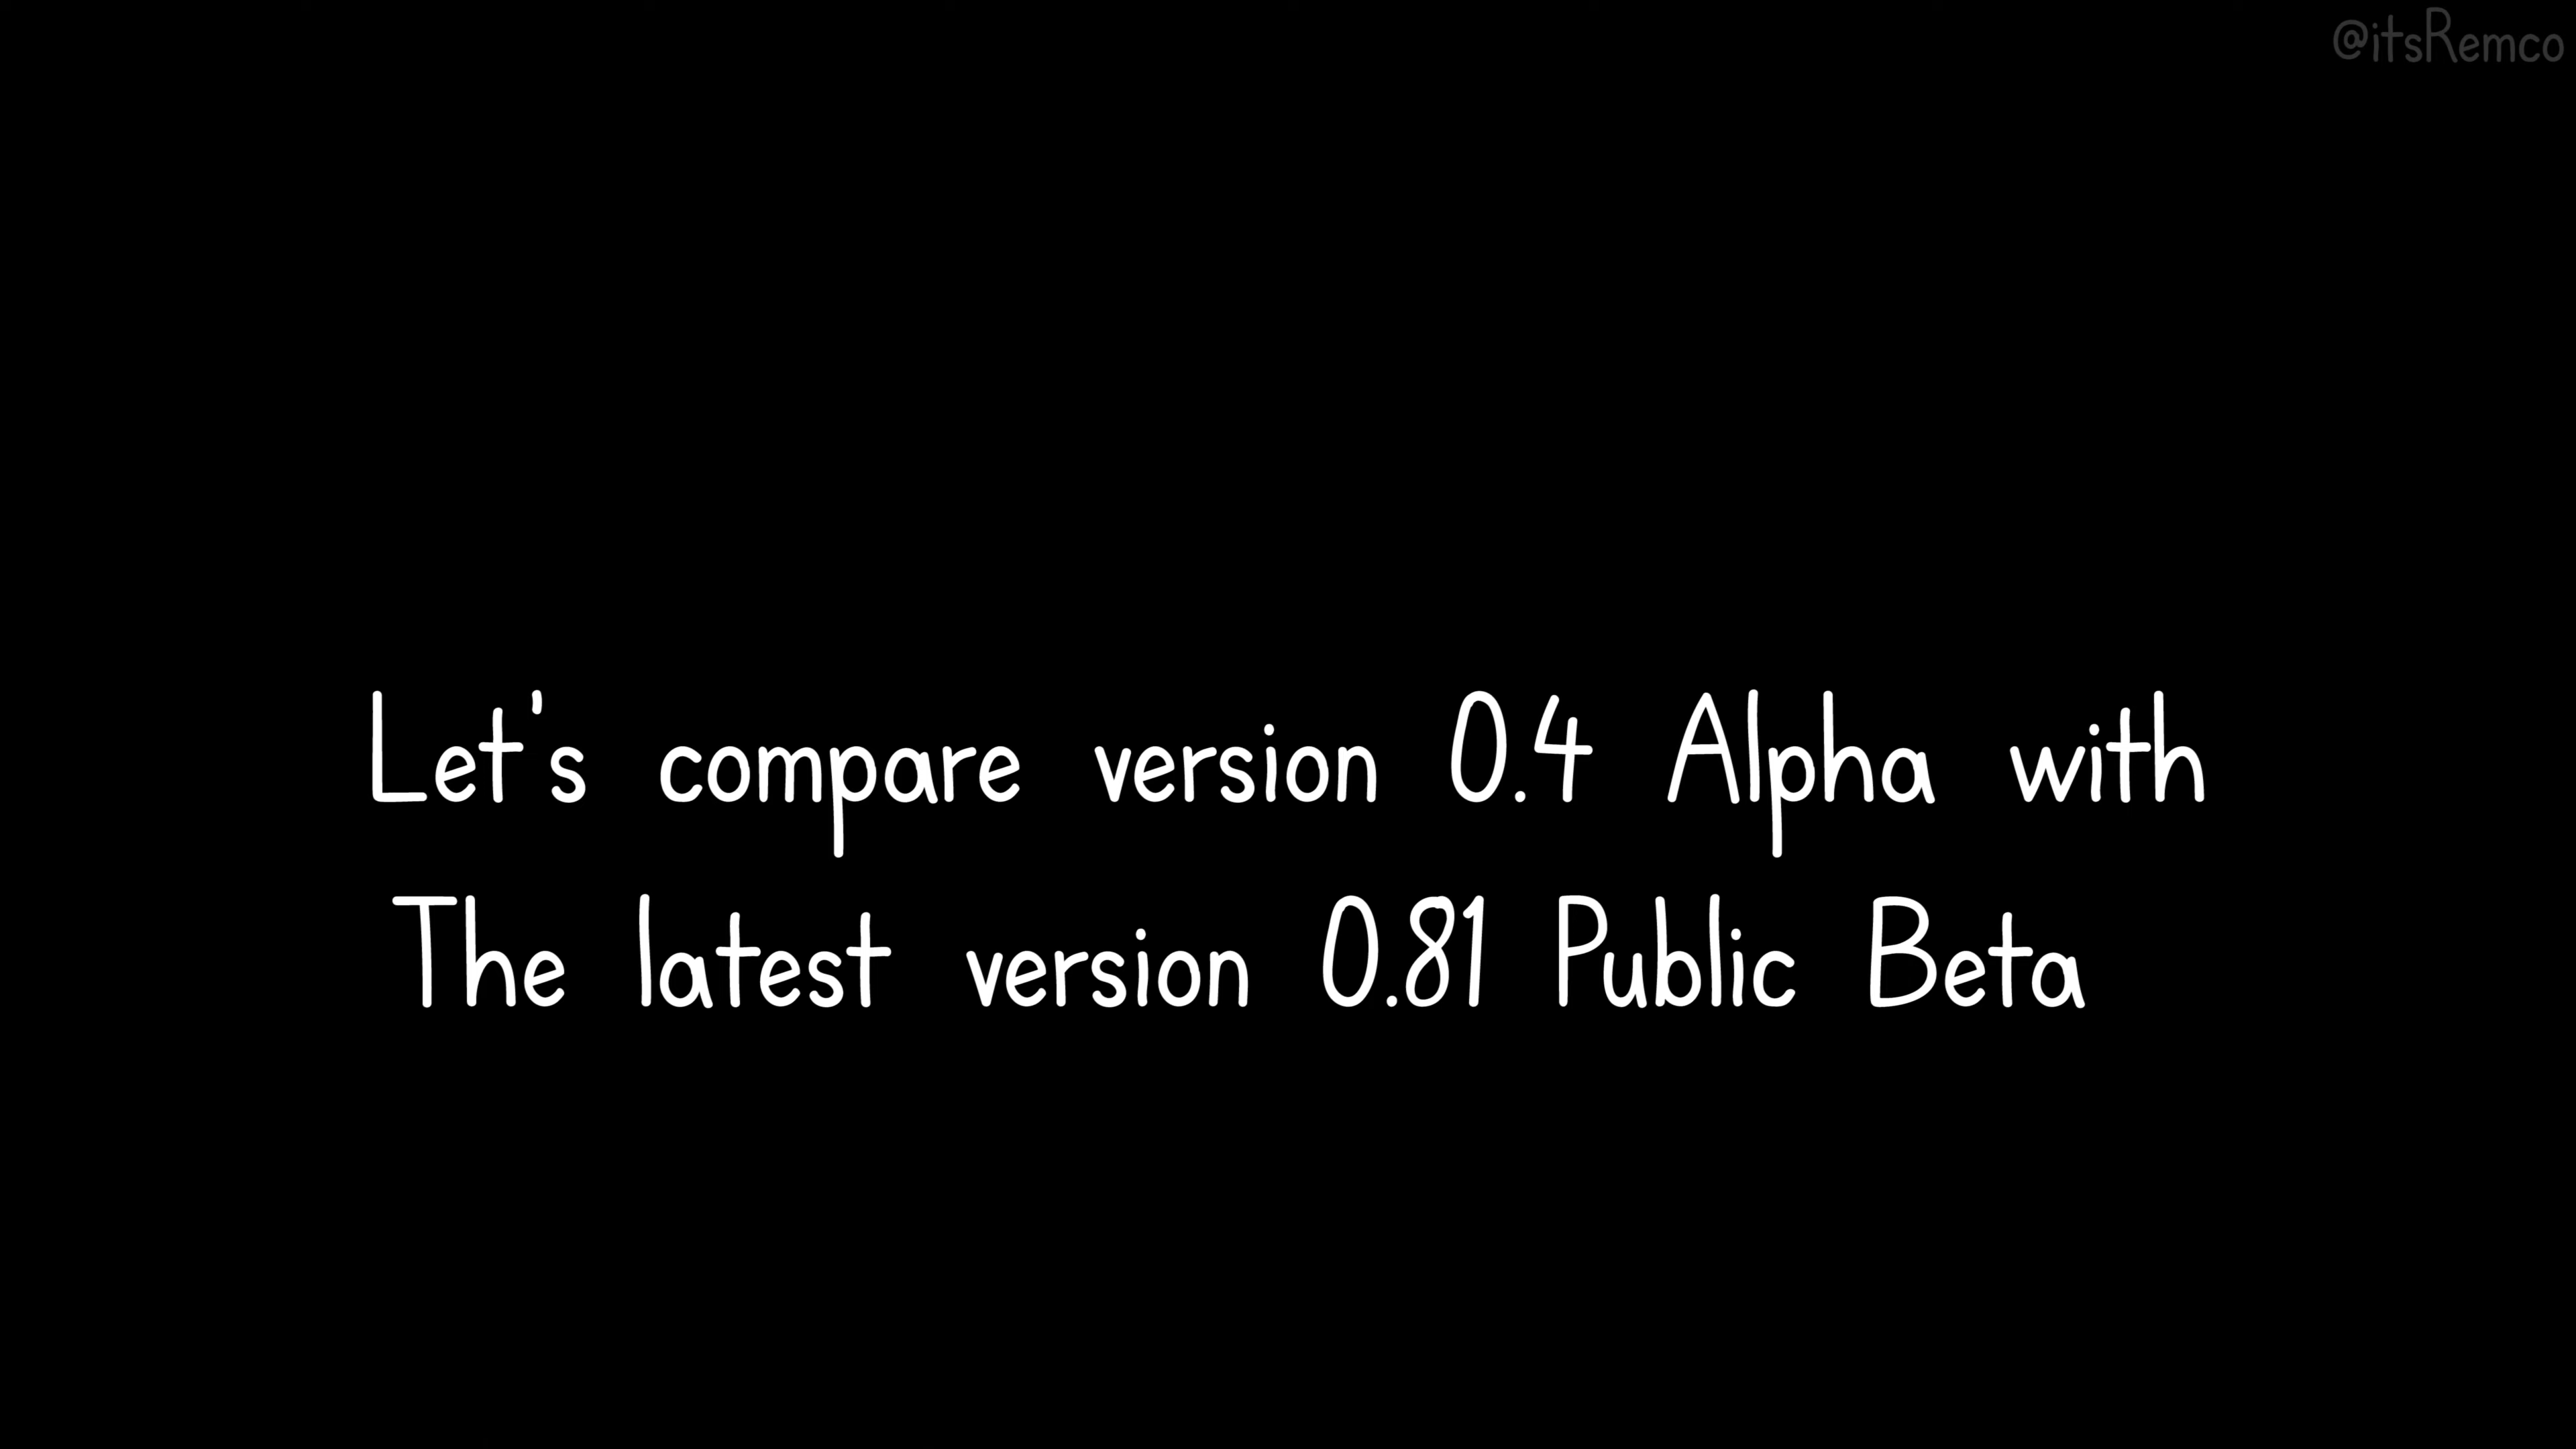 @itsRemco
Let's compare version 0.4 Alpha with
The latest version 0.81 Public Beta